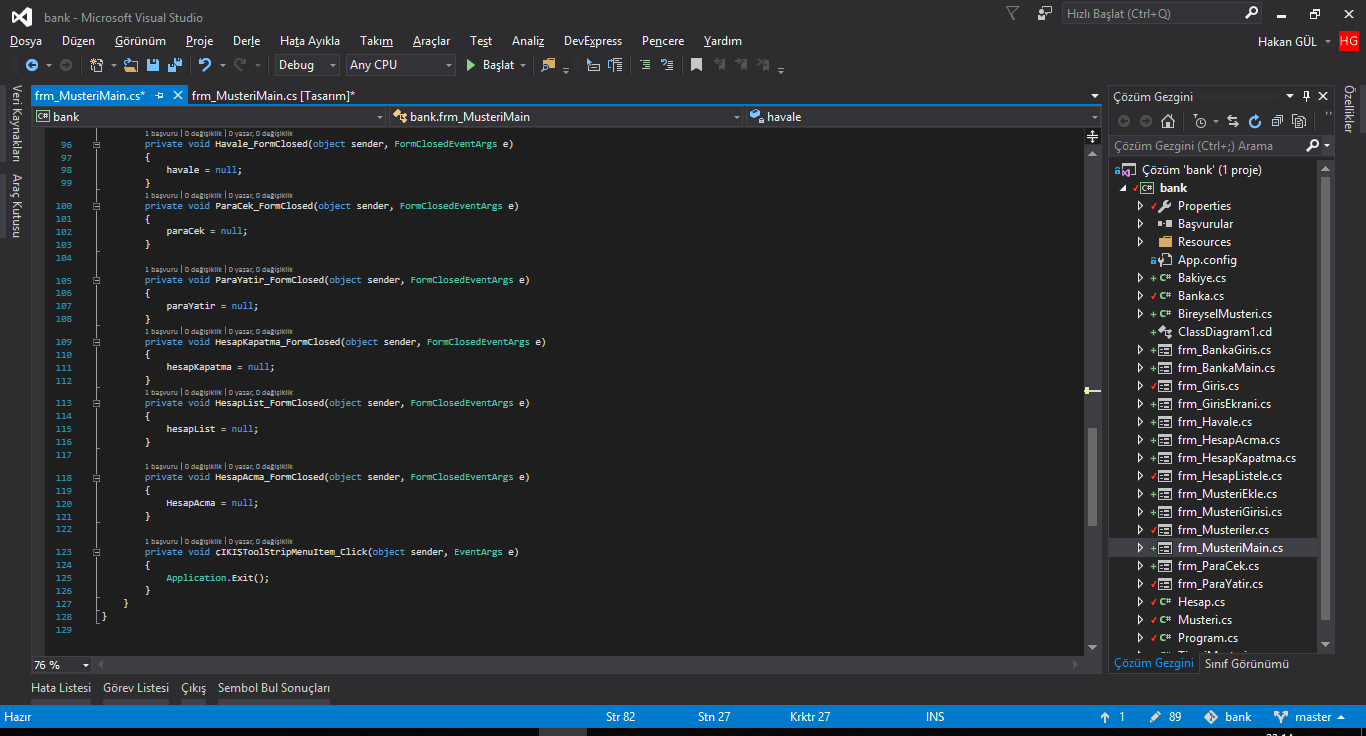 bank - Microsoft Visual Studio
Hızlı Başlat (Ctrl+Q)
Dosya Düzen Görünüm Proje Derle Hata Ayıkla Takım Araçlar Test Analiz DevExpress Pencere Yardım
Hakan GÜL HG
Debug Any CPU Başlat
Veri Kaynakları
Araç Kutusu
frm_MusteriMain.cs* frm_MusteriMain.cs [Tasarım]*
bank bank.frm_MusteriMain havale
1 başvuru | 0 değişiklik | 0 yazar, 0 değişiklik
96 private void Havale_FormClosed(object sender, FormClosedEventArgs e)
97 {
98 havale = null;
99 }
1 başvuru | 0 değişiklik | 0 yazar, 0 değişiklik
100 private void ParaCek_FormClosed(object sender, FormClosedEventArgs e)
101 {
102 paraCek = null;
103 }
104
1 başvuru | 0 değişiklik | 0 yazar, 0 değişiklik
105 private void ParaYatir_FormClosed(object sender, FormClosedEventArgs e)
106 {
107 paraYatir = null;
108 }
1 başvuru | 0 değişiklik | 0 yazar, 0 değişiklik
109 private void HesapKapatma_FormClosed(object sender, FormClosedEventArgs e)
110 {
111 hesapKapatma = null;
112 }
1 başvuru | 0 değişiklik | 0 yazar, 0 değişiklik
113 private void HesapList_FormClosed(object sender, FormClosedEventArgs e)
114 {
115 hesapList = null;
116 }
117
1 başvuru | 0 değişiklik | 0 yazar, 0 değişiklik
118 private void HesapAcma_FormClosed(object sender, FormClosedEventArgs e)
119 {
120 HesapAcma = null;
121 }
122
1 başvuru | 0 değişiklik | 0 yazar, 0 değişiklik
123 private void çIKIŞToolStripMenuItem_Click(object sender, EventArgs e)
124 {
125 Application.Exit();
126 }
127 }
128 }
129
76 %
Çözüm Gezgini
Çözüm Gezgini (Ctrl+;) Arama
Çözüm 'bank' (1 proje)
C# bank
Properties
Başvurular
Resources
App.config
C# Bakiye.cs
C# Banka.cs
C# BireyselMusteri.cs
ClassDiagram1.cd
frm_BankaGiris.cs
frm_BankaMain.cs
frm_Giris.cs
frm_GirisEkrani.cs
frm_Havale.cs
frm_HesapAcma.cs
frm_HesapKapatma.cs
frm_HesapListele.cs
frm_MusteriEkle.cs
frm_MusteriGirisi.cs
frm_Musteriler.cs
frm_MusteriMain.cs
frm_ParaCek.cs
frm_ParaYatir.cs
C# Hesap.cs
C# Musteri.cs
C# Program.cs
Çözüm Gezgini Sınıf Görünümü
Özellikler
Hata Listesi Görev Listesi Çıkış Sembol Bul Sonuçları
Hazır Str 82 Stn 27 Krktr 27 INS 1 89 bank master